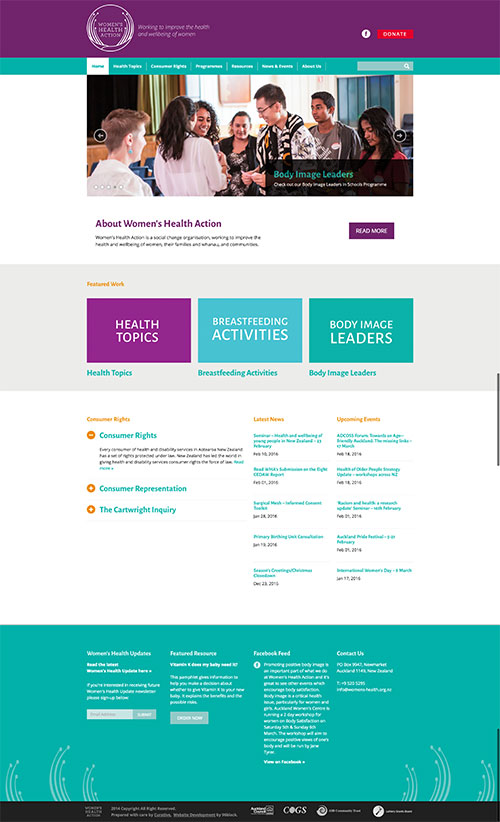 WOMEN'S
HEALTH
ACTION
Working to improve the health
and wellbeing of women
f
DONATE
Home
Health Topics
Consumer Rights
Programmes
Resources
News & Events
About Us
Body Image Leaders
Check out our Body Image Leaders in Schools Programme
About Women's Health Action
Women's Health Action is a social change organisation, working to improve the
health and wellbeing of women, their families and whanau, and communities.
READ MORE
Featured Work
HEALTH
TOPICS
BREASTFEEDING
ACTIVITIES
BODY IMAGE
LEADERS
Health Topics
Breastfeeding Activities
Body Image Leaders
Consumer Rights
Consumer Rights
Every consumer of health and disability services in Aotearoa New Zealand
has a set of rights protected under law. New Zealand has led the world in
giving health and disability services consumer rights the force of law. Read
more »
Consumer Representation
The Cartwright Inquiry
Latest News
Seminar – Health and wellbeing of
young people in New Zealand – 23
February
Feb 10, 2016
Read WHA's Submission on the Eight
CEDAW Report
Feb 01, 2016
Surgical Mesh – Informed Consent
Toolkit
Jan 28, 2016
Primary Birthing Unit Consultation
Jan 19, 2016
Season's Greetings/Christmas
Closedown
Dec 23, 2015
Upcoming Events
ADCOSS Forum: Towards an Age-
friendly Auckland: The missing links –
17 March
Feb 18, 2016
Health of Older People Strategy
Update – workshops across NZ
Feb 18, 2016
'Racism and health: a research
update' Seminar – 16th February
Feb 01, 2016
Auckland Pride Festival –
February
Feb 01, 2016
International Women's Day – 8 March
Jan 17, 2016
Women's Health Updates
Read the latest
Women's Health Update here »
If you're interested in receiving future
Women's Health Update newsletter
please sign-up below:
Email Address
SUBMIT
Featured Resource
Vitamin K does my baby need it?
This pamphlet gives information to
help you make a decision about
whether to give Vitamin K to your new
baby. It explains the benefits and the
possible risks.
ORDER NOW
Facebook Feed
f
Promoting positive body image is
an important part of what we do
at Women's Health Action and it's
great to see other events which
encourage body satisfaction.
Body image is a critical health
issue, particularly for women and
girls. Auckland Women's Centre is
running a 2 day workshop for
women on Body Satisfaction on
Saturday 5th & Sunday 6th
March. The workshop will aim to
encourage positive views of one's
body and will be run by Jane
Tyrer.
View on Facebook »
Contact Us
PO Box 9947, Newmarket
Auckland 1149, New Zealand
T: +9 520 5295
info@womens-health.org.nz
WOMEN'S
HEALTH
ACTION
2014 Copyright All Right Reserved.
Prepared with care by Curative, Website Development by
Auckland
Council
COGS
ASB Community Trust
Lottery Grants Board